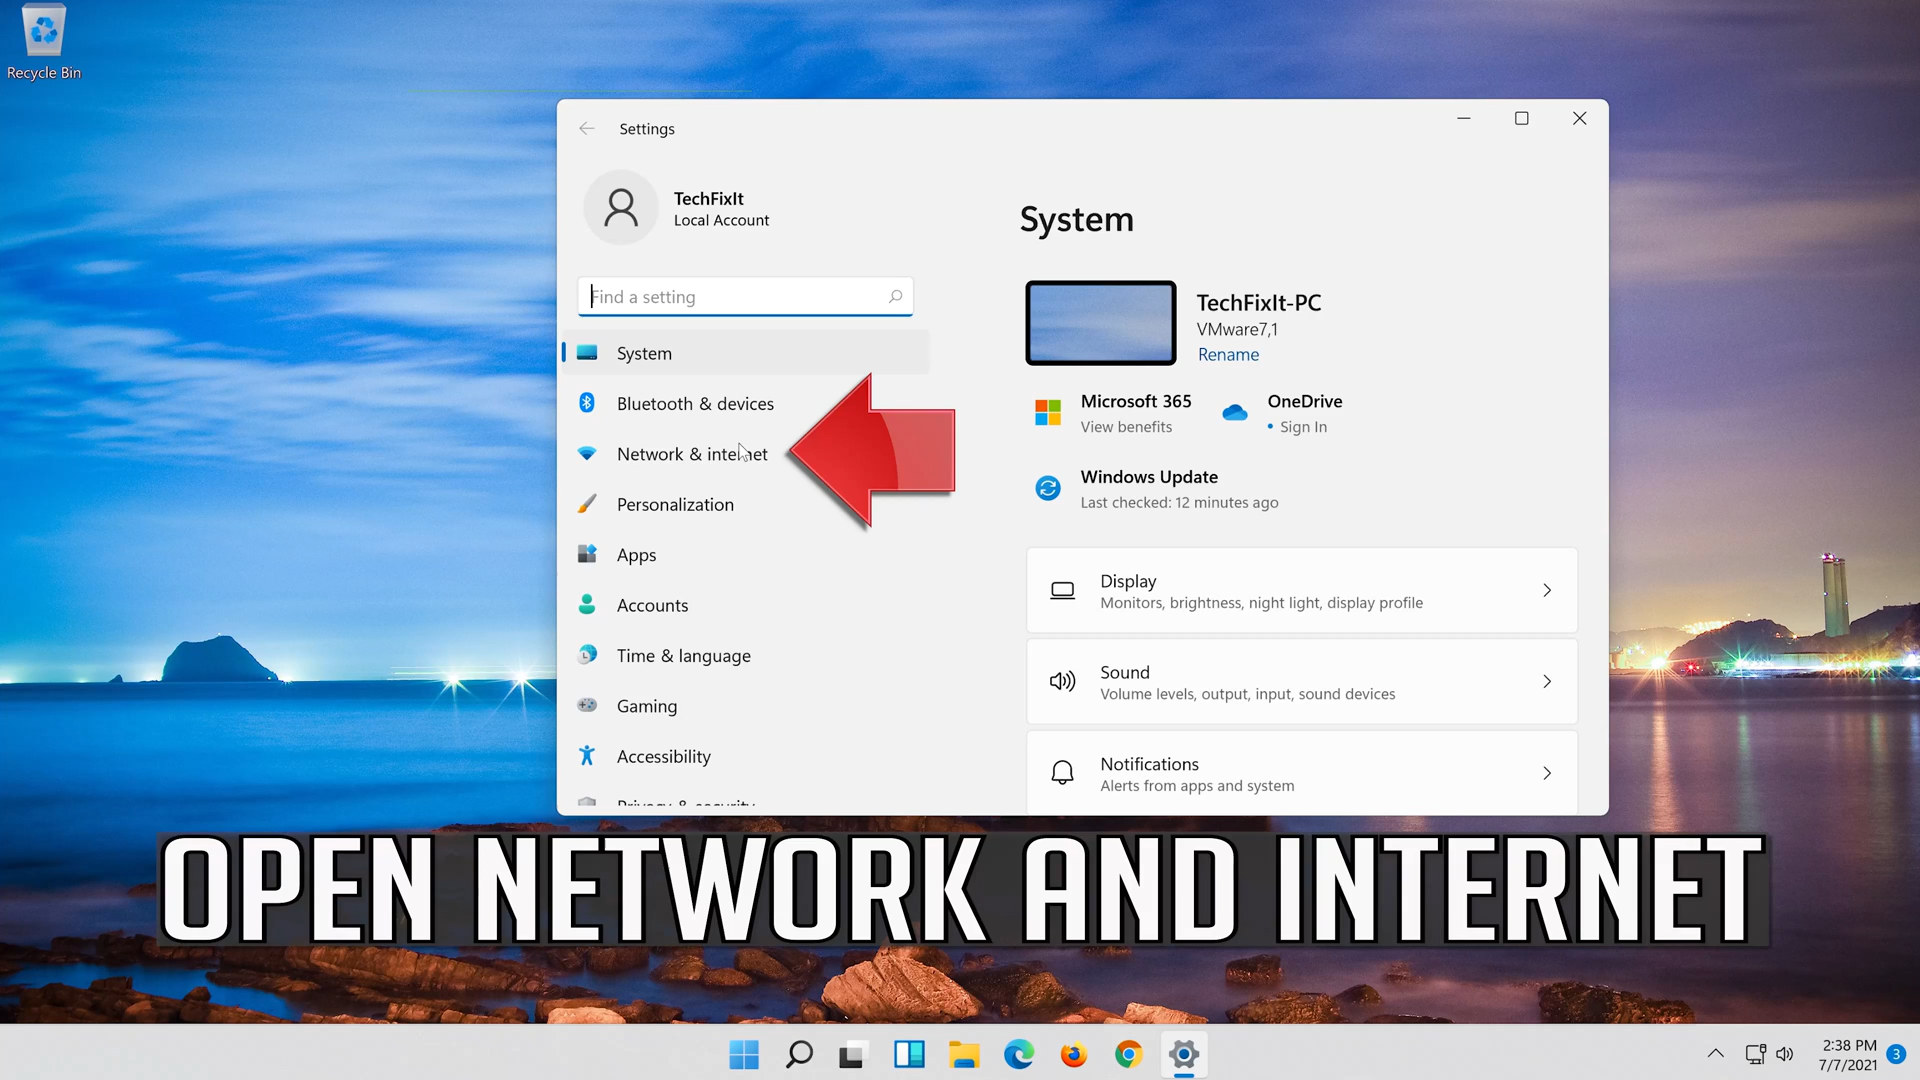 Recycle Bin
Settings
TechFixIt
Local Account
Find a setting
System
Bluetooth & devices
Network & internet
Personalization
Apps
Accounts
Time & language
Gaming
Accessibility
Privacy & security
System
TechFixIt-PC
VMware7,1
Rename
Microsoft 365
View benefits
OneDrive
• Sign In
Windows Update
Last checked: 12 minutes ago
Display
Monitors, brightness, night light, display profile
Sound
Volume levels, output, input, sound devices
Notifications
Alerts from apps and system
OPEN NETWORK AND INTERNET
2:38 PM
7/7/2021
3